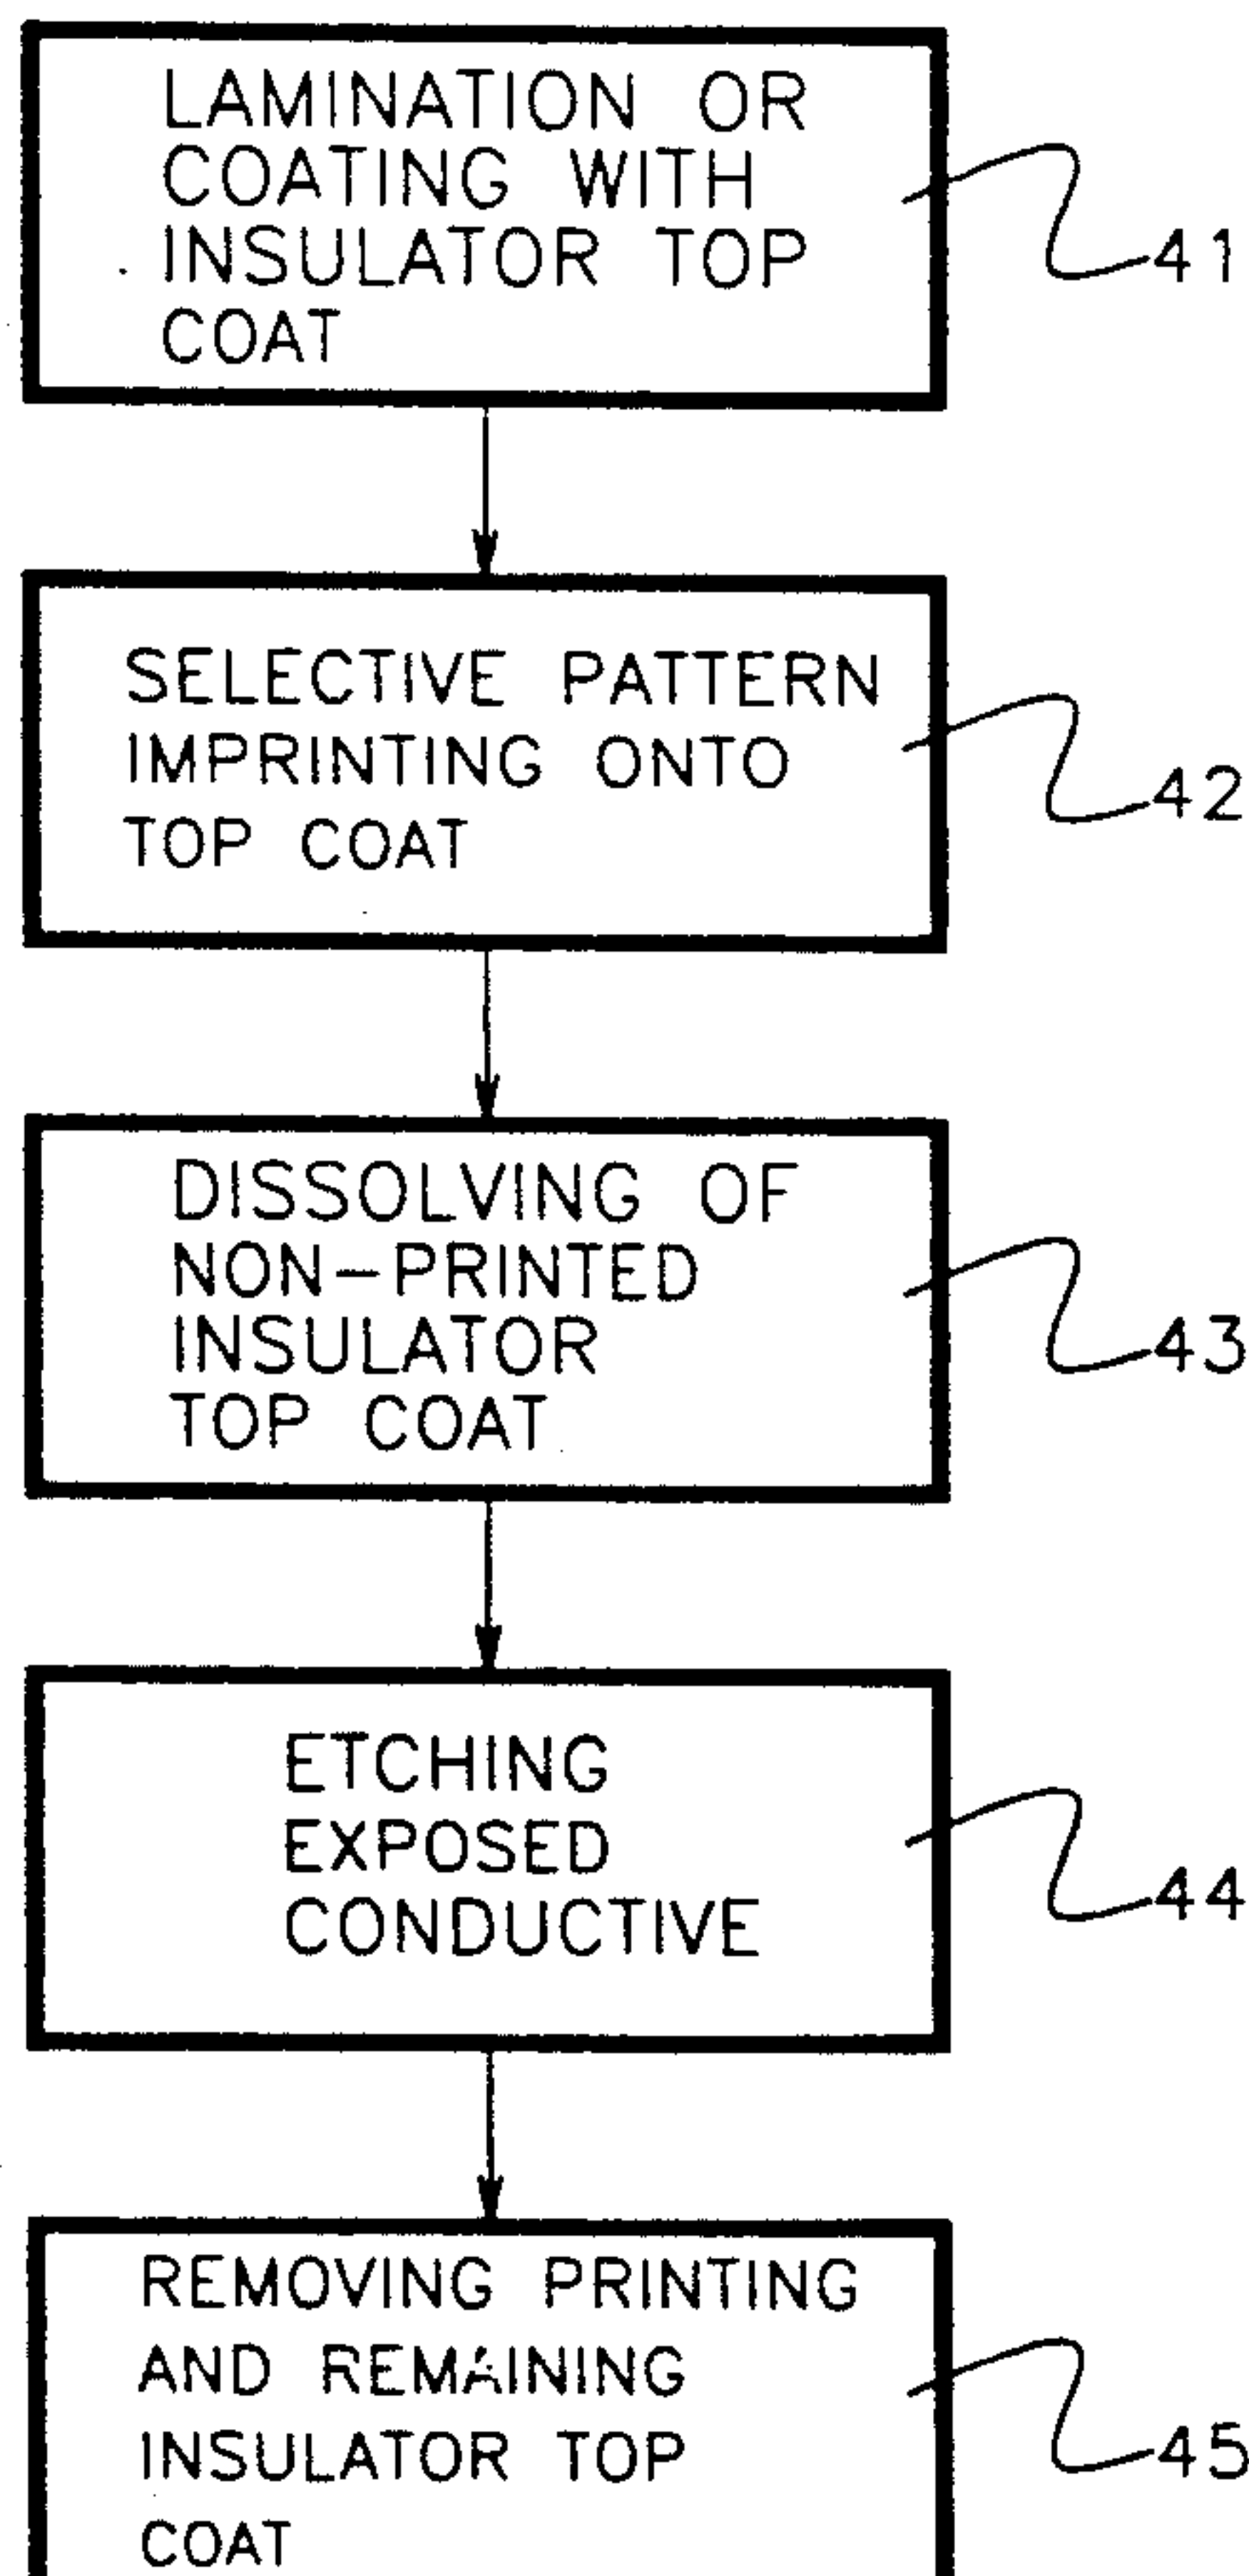 LAMINATION OR
COATING WITH
INSULATOR TOP
COAT
41
SELECTIVE PATTERN
IMPRINTING ONTO
TOP COAT
42
DISSOLVING OF
NON-PRINTED
INSULATOR
TOP COAT
43
ETCHING
EXPOSED
CONDUCTIVE
44
REMOVING PRINTING
AND REMAINING
INSULATOR TOP
COAT
45